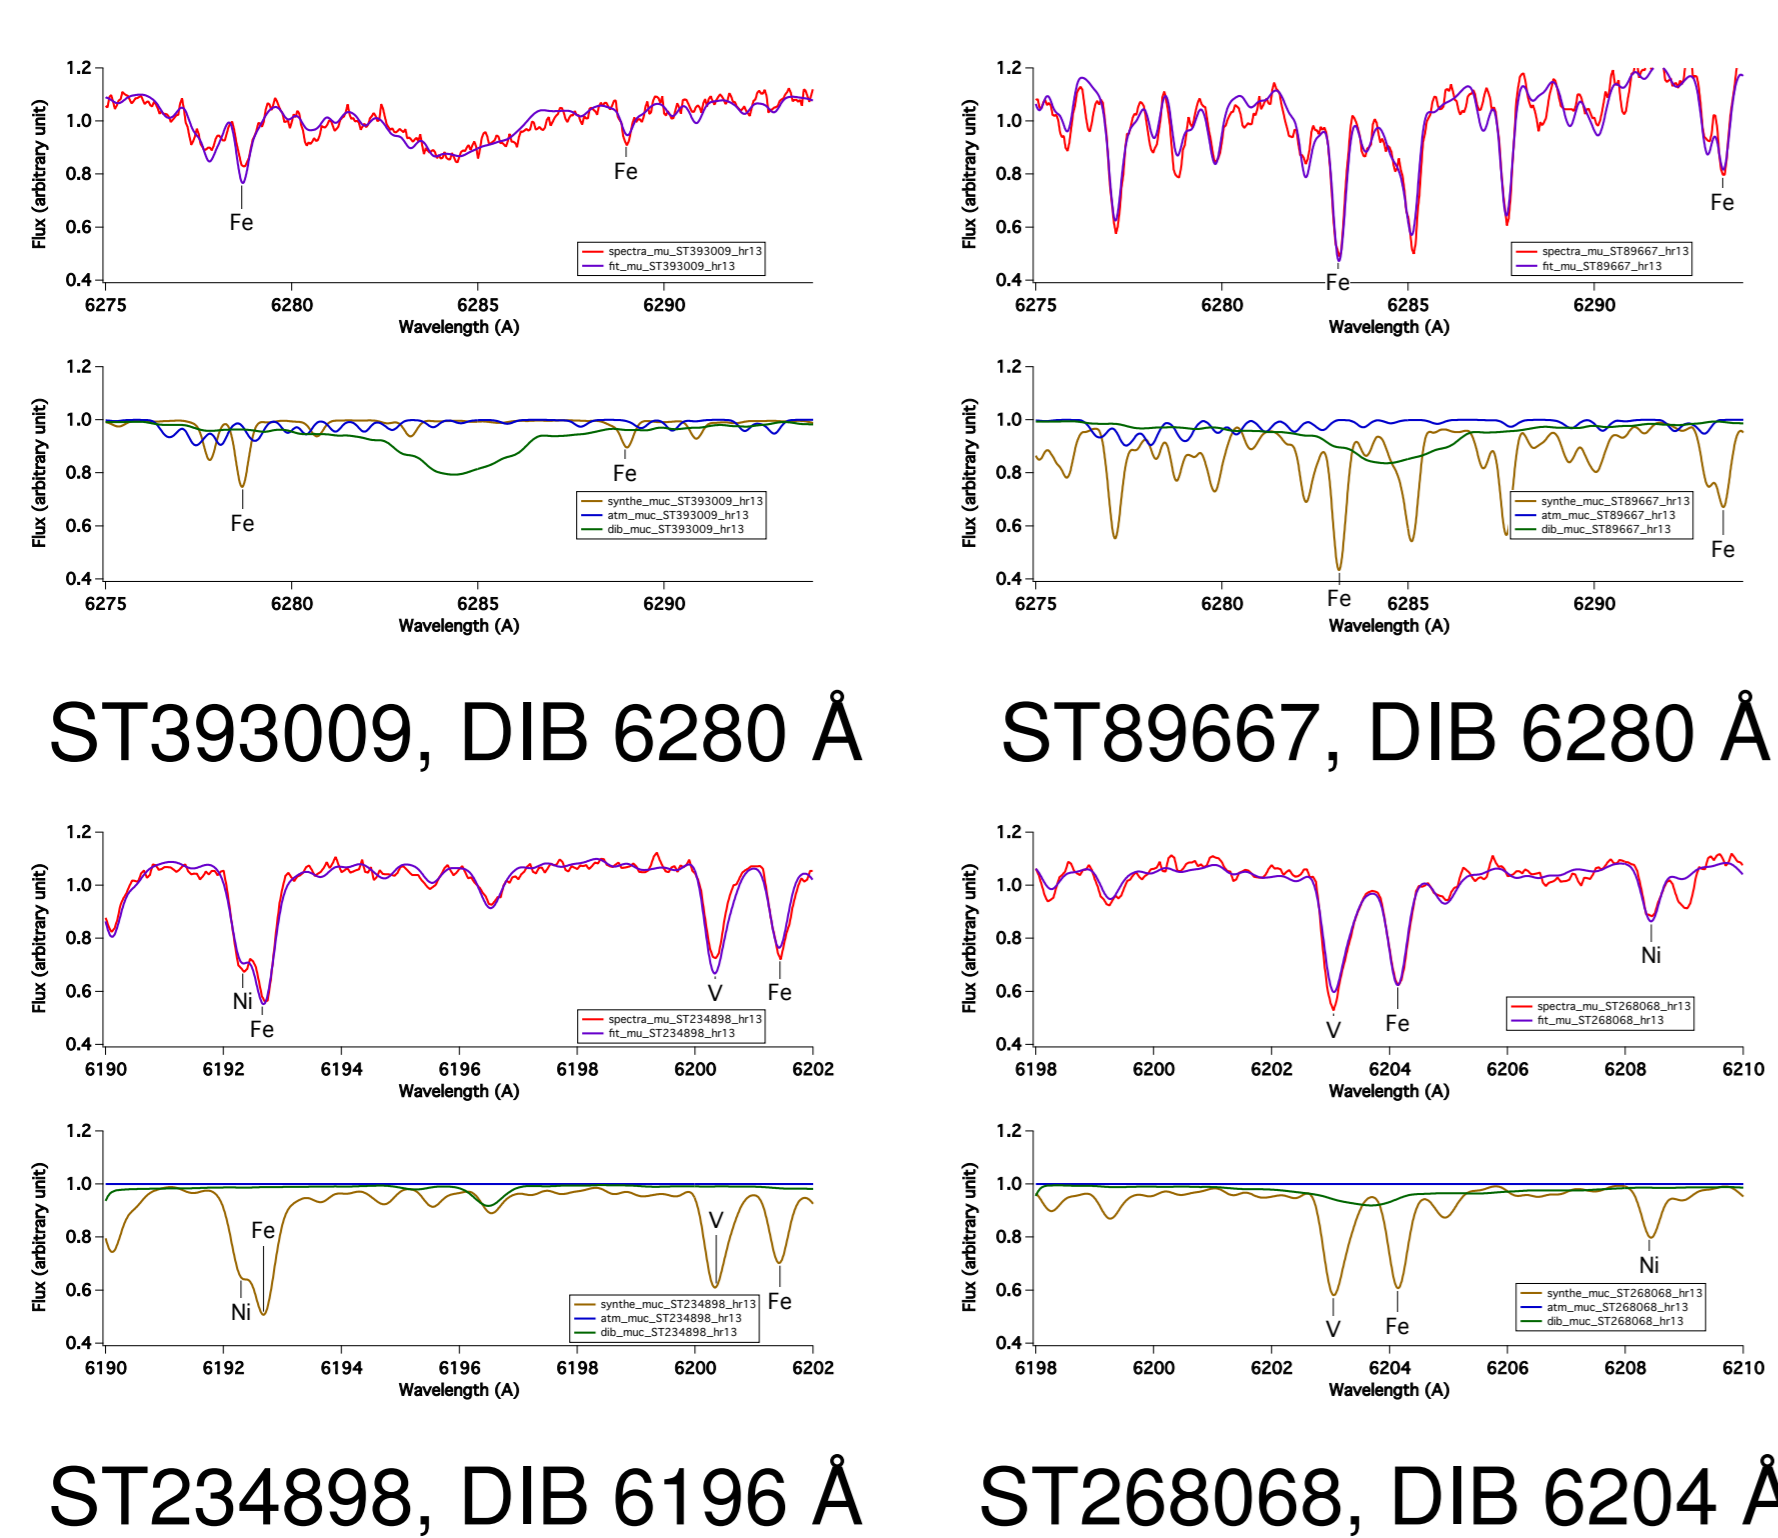 1.2
1.0
0.8
0.6
0.4
Flux (arbitrary unit)
Fe
Fe
spectra_mu_ST393009_hr13
fit_mu_ST393009_hr13
6275 6280 6285 6290
Wavelength (A)
1.2
1.0
0.8
0.6
0.4
Flux (arbitrary unit)
Fe
Fe
synthe_muc_ST393009_hr13
atm_muc_ST393009_hr13
dib_muc_ST393009_hr13
6275 6280 6285 6290
Wavelength (A)
ST393009, DIB 6280 Å
1.2
1.0
0.8
0.6
0.4
Flux (arbitrary unit)
Fe
Fe
spectra_mu_ST89667_hr13
fit_mu_ST89667_hr13
6275 6280 6285 6290
Wavelength (A)
1.2
1.0
0.8
0.6
0.4
Flux (arbitrary unit)
synthe_muc_ST89667_hr13
atm_muc_ST89667_hr13
dib_muc_ST89667_hr13
Fe
Fe
6275 6280 6285 6290
Wavelength (A)
ST89667, DIB 6280 Å
1.2
1.0
0.8
0.6
0.4
Flux (arbitrary unit)
Ni
Fe
V
Fe
spectra_mu_ST234898_hr13
fit_mu_ST234898_hr13
6190 6192 6194 6196 6198 6200 6202
Wavelength (A)
1.2
1.0
0.8
0.6
0.4
Flux (arbitrary unit)
Fe
Ni
V
Fe
synthe_muc_ST234898_hr13
atm_muc_ST234898_hr13
dib_muc_ST234898_hr13
6190 6192 6194 6196 6198 6200 6202
Wavelength (A)
ST234898, DIB 6196 Å
1.2
1.0
0.8
0.6
0.4
Flux (arbitrary unit)
V
Fe
Ni
spectra_mu_ST268068_hr13
fit_mu_ST268068_hr13
6198 6200 6202 6204 6206 6208 6210
Wavelength (A)
1.2
1.0
0.8
0.6
0.4
Flux (arbitrary unit)
V
Fe
Ni
synthe_muc_ST268068_hr13
atm_muc_ST268068_hr13
dib_muc_ST268068_hr13
6198 6200 6202 6204 6206 6208 6210
Wavelength (A)
ST268068, DIB 6204 Å